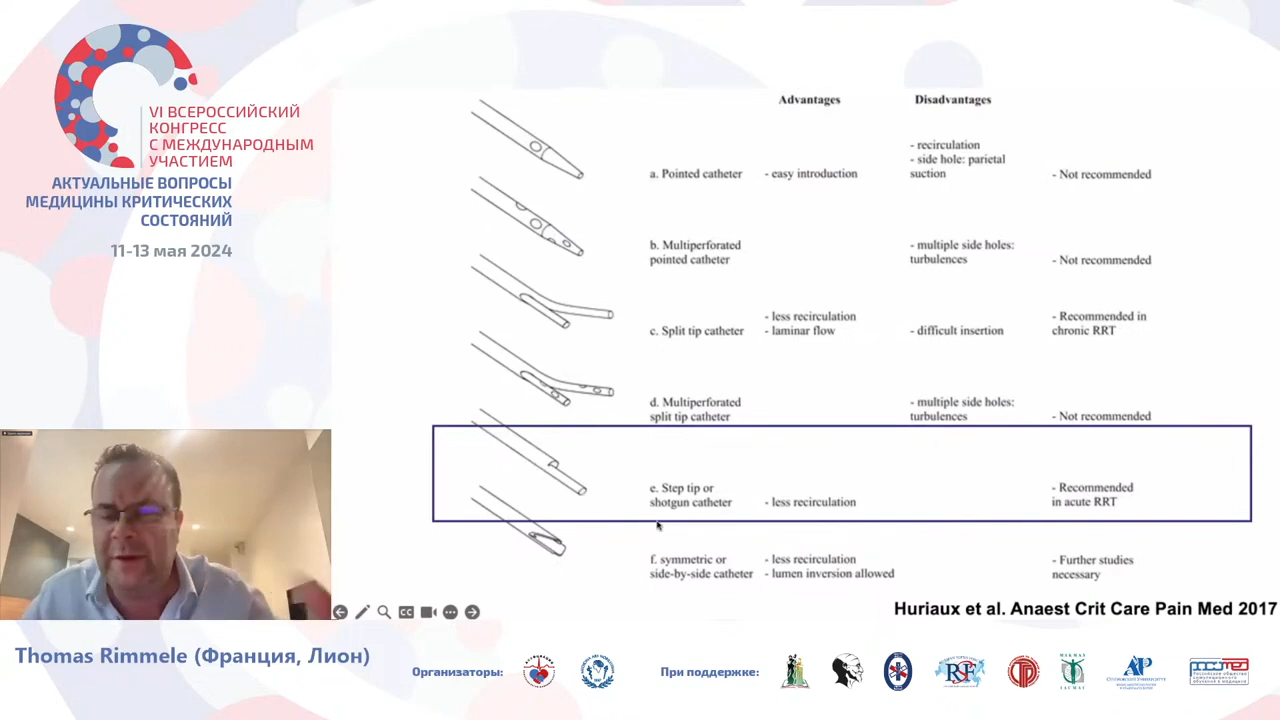 VI ВСЕРОССИЙСКИЙ
КОНГРЕСС
С МЕЖДУНАРОДНЫМ
УЧАСТИЕМ
АКТУАЛЬНЫЕ ВОПРОСЫ
МЕДИЦИНЫ КРИТИЧЕСКИХ
СОСТОЯНИЙ
11-13 мая 2024
Advantages
Disadvantages
a. Pointed catheter
- easy introduction
- recirculation
- side hole: parietal
suction
- Not recommended
b. Multiperforated
pointed catheter
- multiple side holes:
turbulences
- Not recommended
c. Split tip catheter
- less recirculation
- laminar flow
- difficult insertion
- Recommended in
chronic RRT
d. Multiperforated
split tip catheter
- multiple side holes:
turbulences
- Not recommended
e. Step tip or
shotgun catheter
- less recirculation
- Recommended
in acute RRT
f. symmetric or
side-by-side catheter
- less recirculation
- lumen inversion allowed
- Further studies
necessary
Huriaux et al. Anaest Crit Care Pain Med 2017
Thomas Rimmele (Франция, Лион)
Организаторы:
При поддержке: